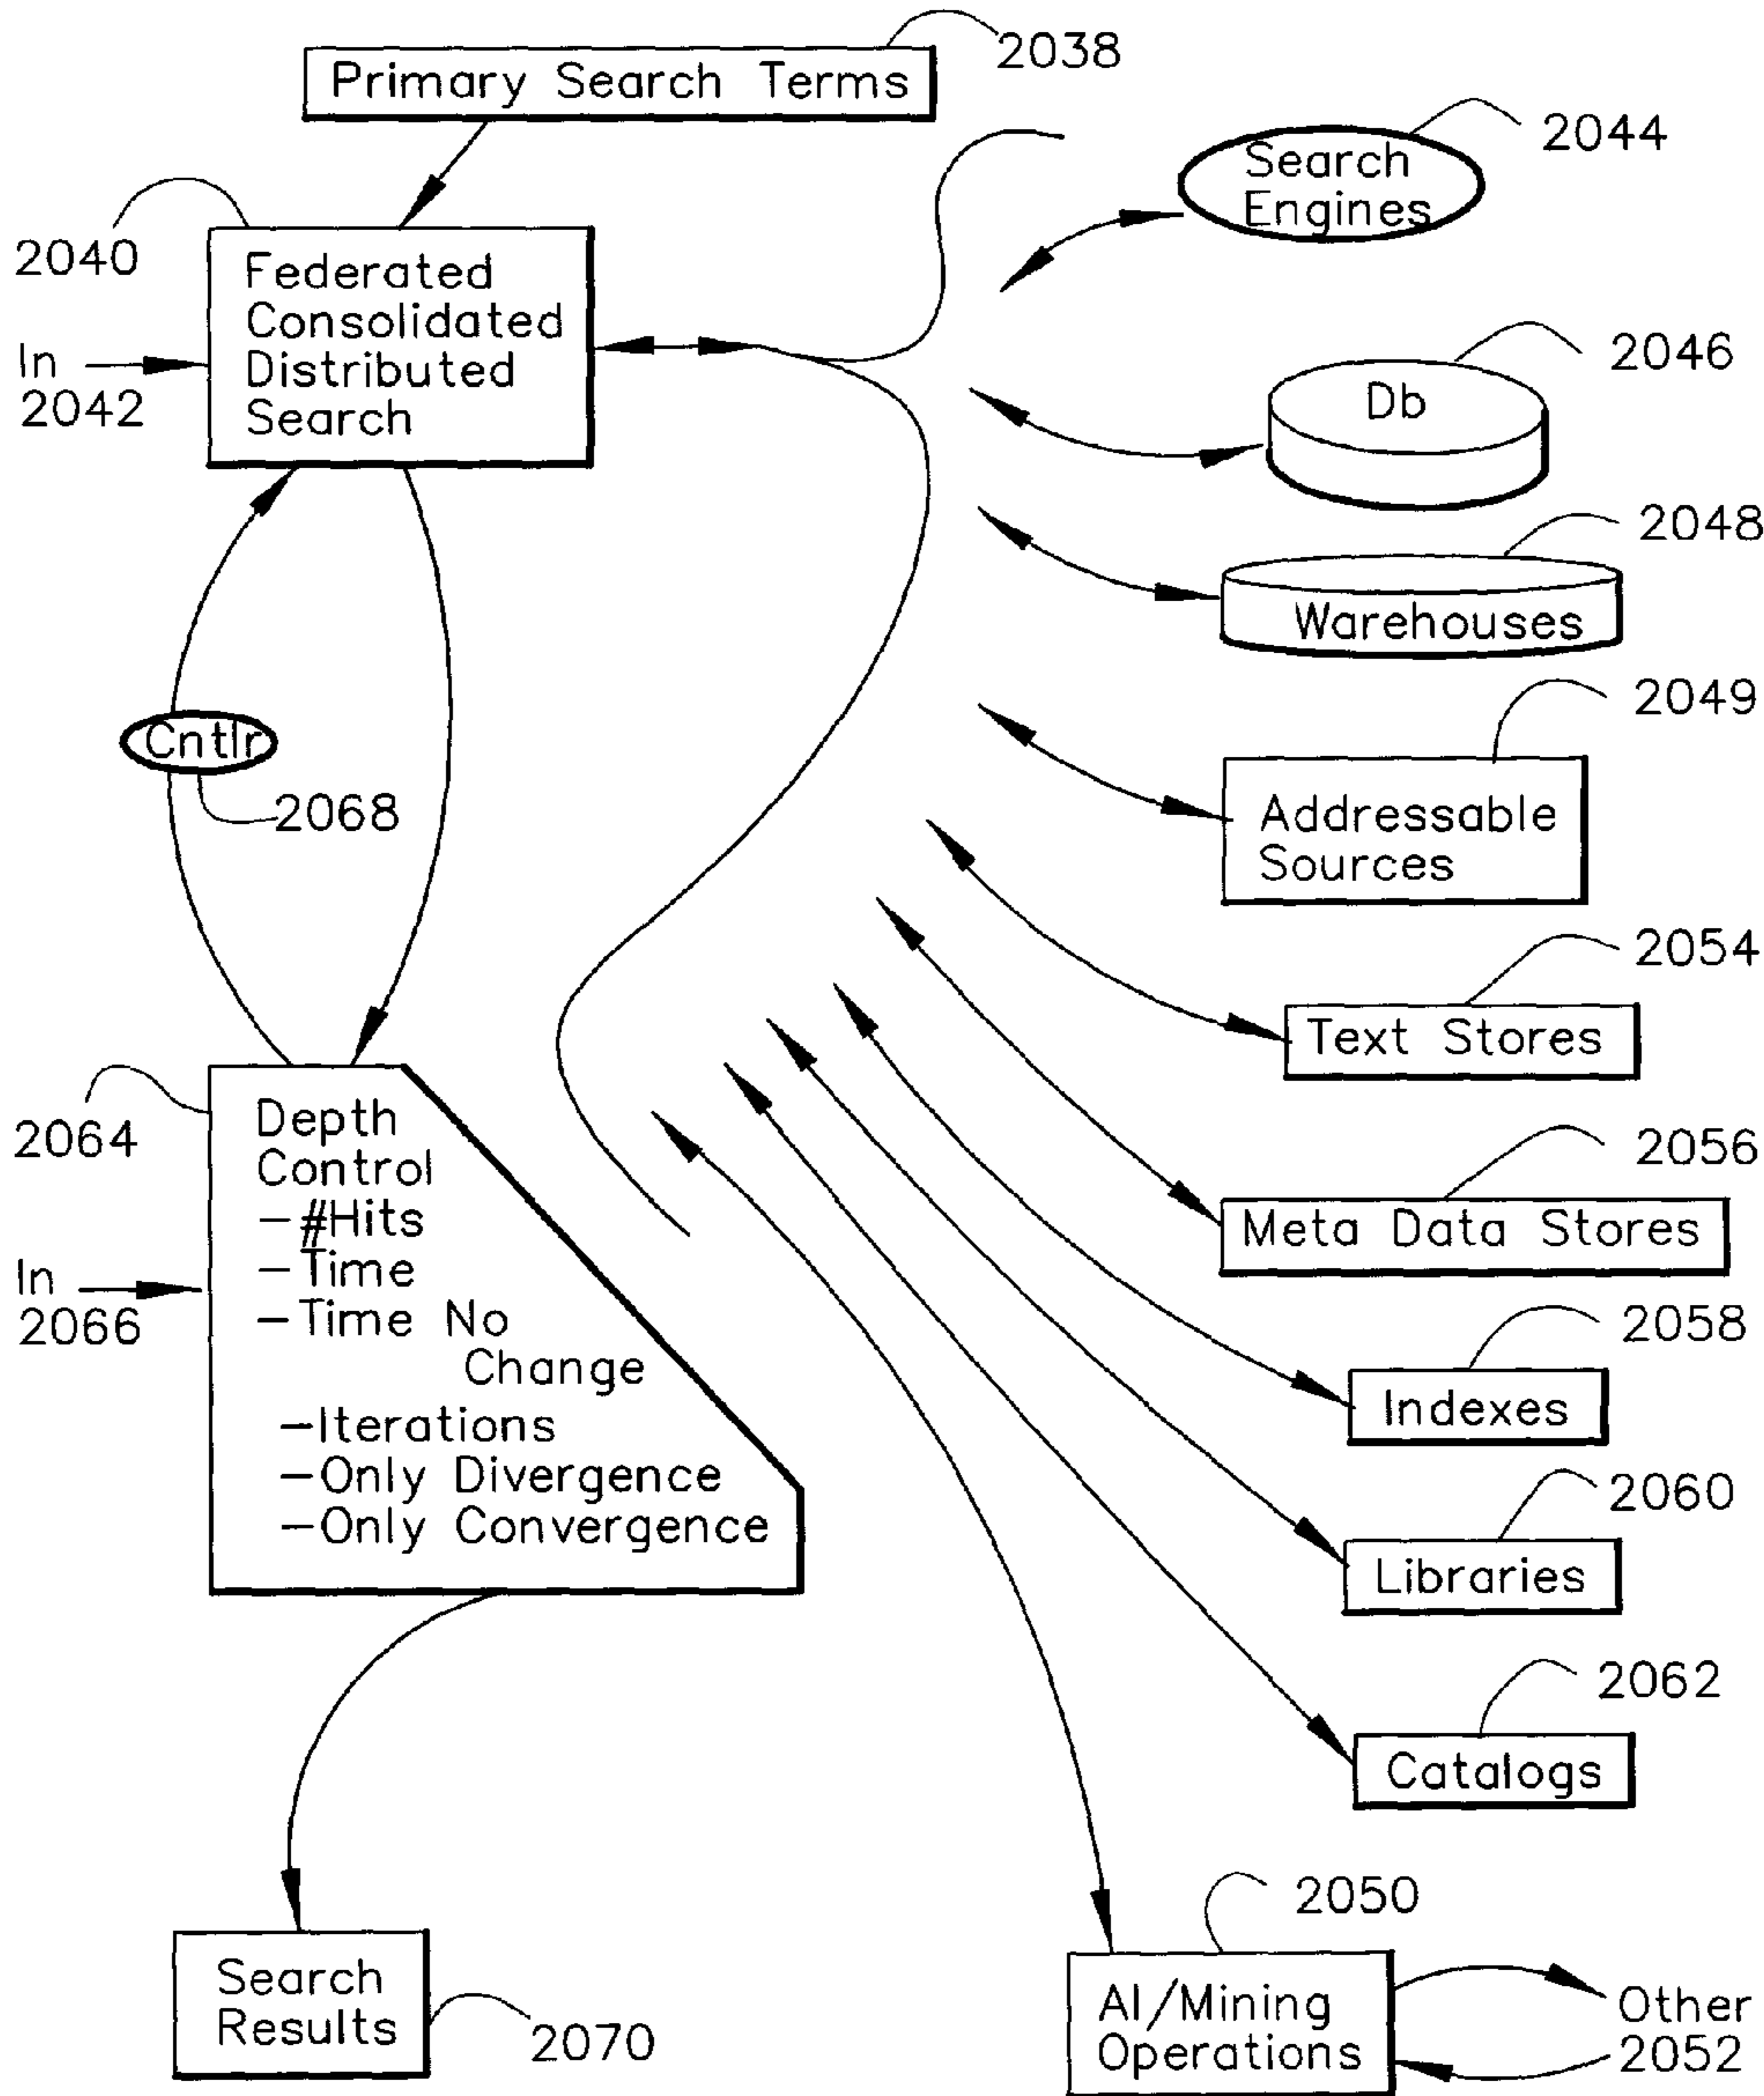 2038
Primary Search Terms
2044
Search
Engines
2040
Federated
Consolidated
Distributed
Search
In
2042
2046
Db
2048
Warehouses
2049
Addressable
Sources
Cntlr
2068
2054
Text Stores
2064
Depth
Control
-#Hits
-Time
-Time No
Change
-Iterations
-Only Divergence
-Only Convergence
In
2066
2056
Meta Data Stores
2058
Indexes
2060
Libraries
2062
Catalogs
2050
AI/Mining
Operations
Other
2052
Search
Results
2070